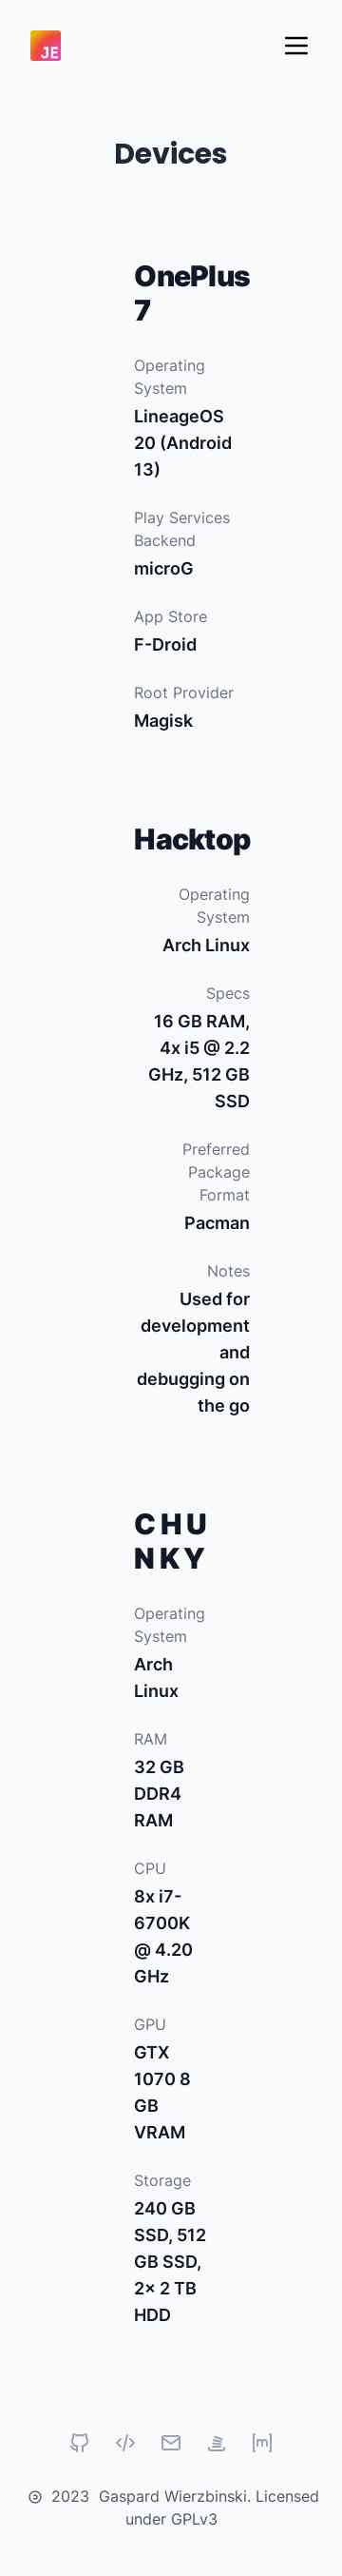 JE
Devices
OnePlus
7
Operating
System
LineageOS
20 (Android
13)
Play Services
Backend
microG
App Store
F-Droid
Root Provider
Magisk
Hacktop
Operating
System
Arch Linux
Specs
16 GB RAM,
4x i5 @ 2.2
GHz, 512 GB
SSD
Preferred
Package
Format
Pacman
Notes
Used for
development
and
debugging on
the go
C H U
N K Y
Operating
System
Arch
Linux
RAM
32 GB
DDR4
RAM
CPU
8x i7-
6700K
@ 4.20
GHz
GPU
GTX
1070 8
GB
VRAM
Storage
240 GB
SSD, 512
GB SSD,
2x 2 TB
HDD
[m]
🄯 2023 Gaspard Wierzbinski. Licensed
under GPLv3